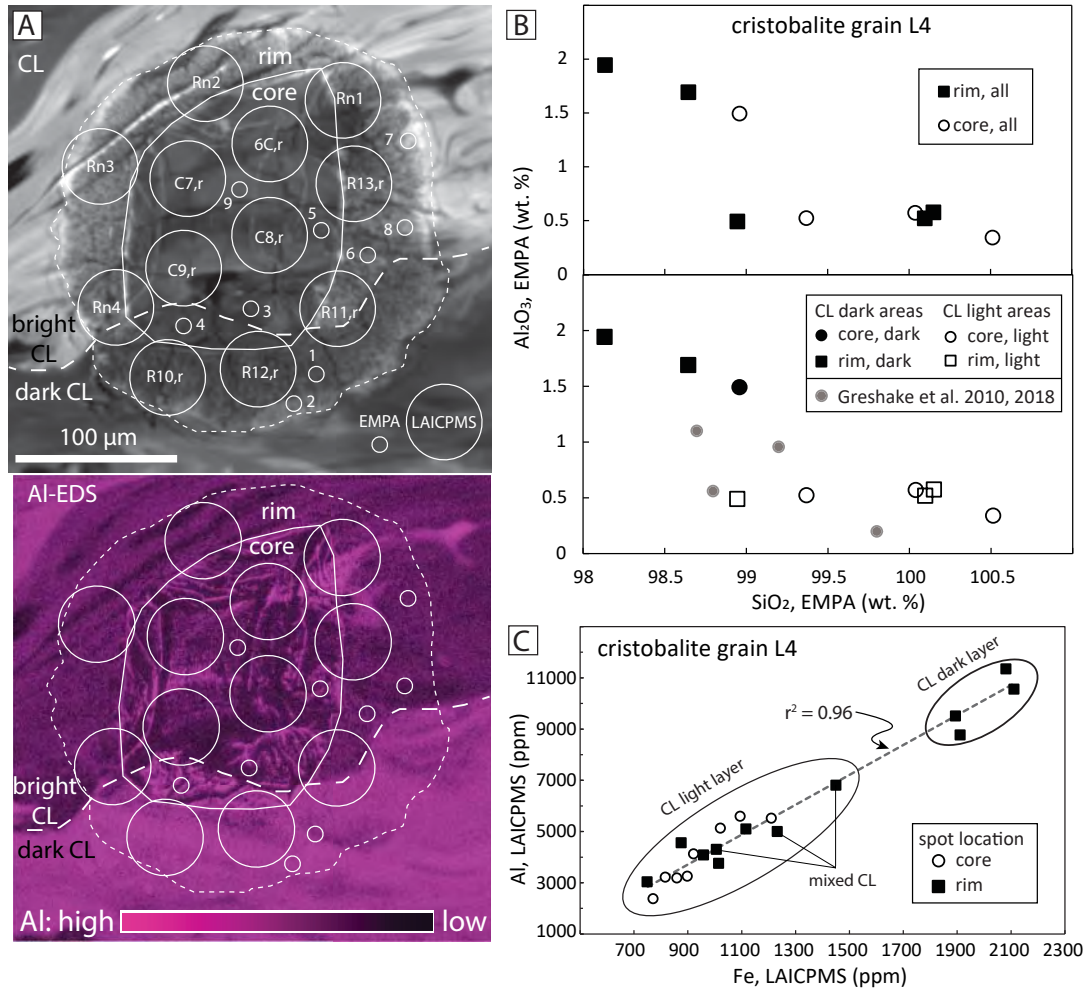 A
CL
rim
core
Rn2
Rn1
6C,r
7
Rn3
C7,r
R13,r
9
5
8
C8,r
6
C9,r
Rn4
3
R11,r
4
bright
CL
dark CL
1
R10,r
R12,r
2
EMPA
LAICPMS
100 µm
Al-EDS
rim
core
bright
CL
dark CL
Al: high
low
B
cristobalite grain L4
2
1.5
1
0.5
0
rim, all
core, all
Al₂O₃, EMPA (wt. %)
2
1.5
1
0.5
0
CL dark areas
CL light areas
core, dark
core, light
rim, dark
rim, light
Greshake et al. 2010, 2018
98
98.5
99
99.5
100
100.5
SiO₂, EMPA (wt. %)
C
cristobalite grain L4
Al, LAICPMS (ppm)
11000
9000
7000
5000
3000
1000
CL dark layer
r² = 0.96
CL light layer
mixed CL
spot location
core
rim
700
900
1100
1300
1500
1700
1900
2100
2300
Fe, LAICPMS (ppm)